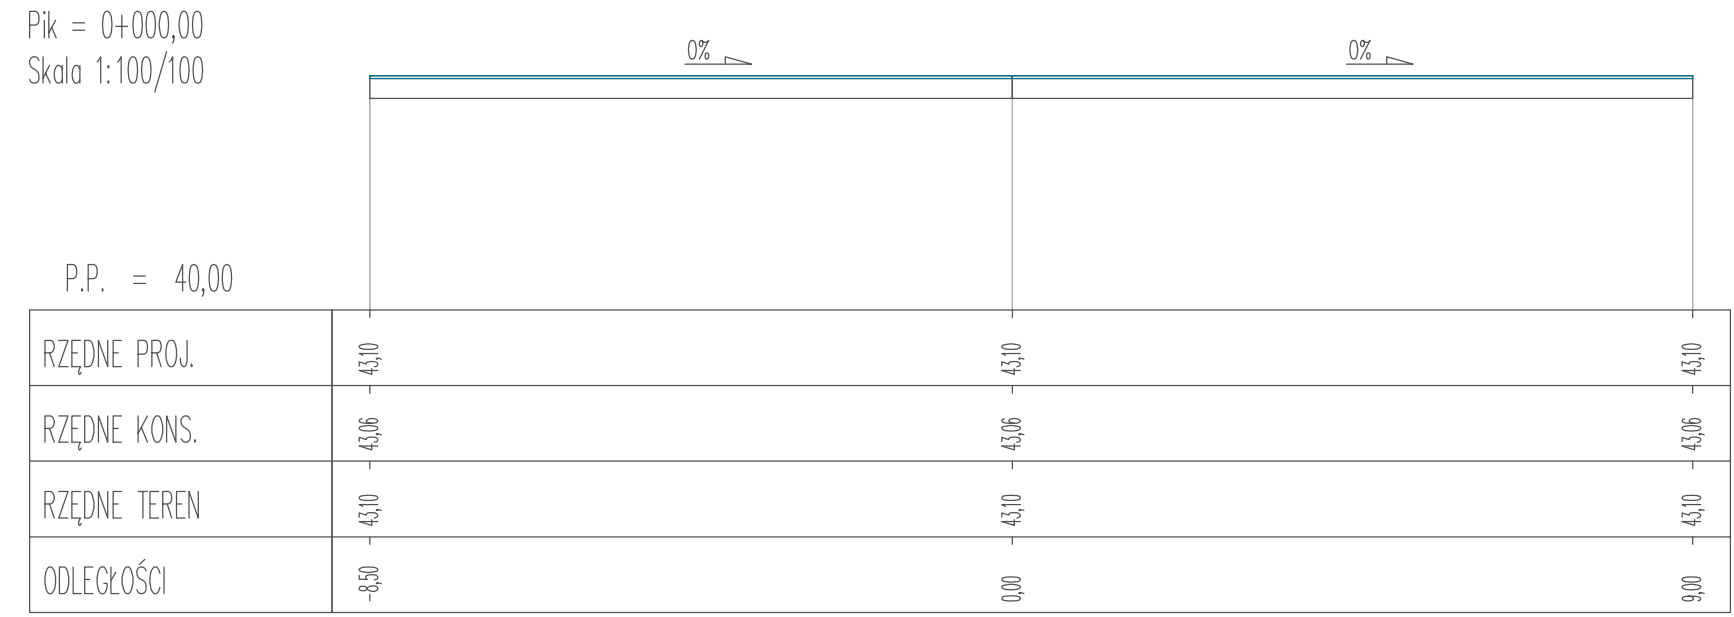 Pik = 0+000,00
Skala 1:100/100
0% 0%
P.P. = 40,00
RZĘDNE PROJ. 43,10 43,10 43,10
RZĘDNE KONS. 43,06 43,06 43,06
RZĘDNE TEREN 43,10 43,10 43,10
ODLEGŁOŚCI -8,50 0,00 9,00